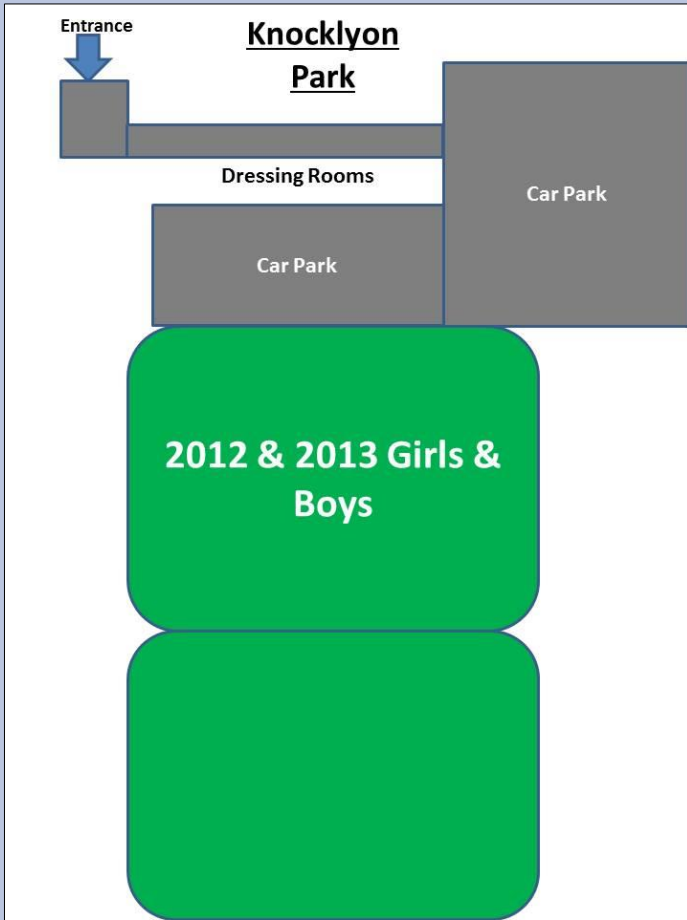 Entrance
Knocklyon
Park
Dressing Rooms
Car Park
Car Park
2012 & 2013 Girls &
Boys